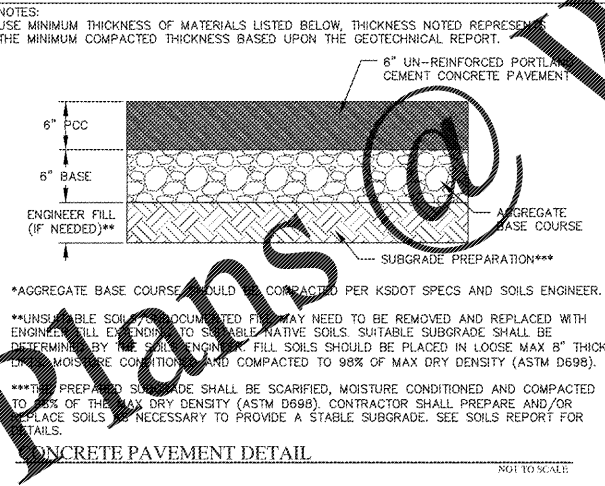 NOTES:
USE MINIMUM THICKNESS OF MATERIALS LISTED BELOW, THICKNESS NOTED REPRESENTS
THE MINIMUM COMPACTED THICKNESS BASED UPON THE GEOTECHNICAL REPORT.
6" UN-REINFORCED PORTLAND
CEMENT CONCRETE PAVEMENT
6" PCC
6" BASE
ENGINEER FILL
(IF NEEDED)**
AGGREGATE
BASE COURSE
SUBGRADE PREPARATION***
*AGGREGATE BASE COURSE SHOULD BE COMPACTED PER KSDOT SPECS AND SOILS ENGINEER.
**UNSUITABLE SOILS/UNDOCUMENTED FILL MAY NEED TO BE REMOVED AND REPLACED WITH
ENGINEER FILL EXTENDING TO SUITABLE NATIVE SOILS. SUITABLE SUBGRADE SHALL BE
DETERMINED BY THE SOILS ENGINEER. FILL SOILS SHOULD BE PLACED IN LOOSE MAX 8" THICK
MOISTURE CONDITIONED AND COMPACTED TO 98% OF MAX DRY DENSITY (ASTM D698).
***THE PREPARED SUBGRADE SHALL BE SCARIFIED, MOISTURE CONDITIONED AND COMPACTED
TO OF THE MAX DRY DENSITY (ASTM D698). CONTRACTOR SHALL PREPARE AND/OR
REPLACE SOILS AS NECESSARY TO PROVIDE A STABLE SUBGRADE. SEE SOILS REPORT FOR
DETAILS.
CONCRETE PAVEMENT DETAIL
NOT TO SCALE
Plans @